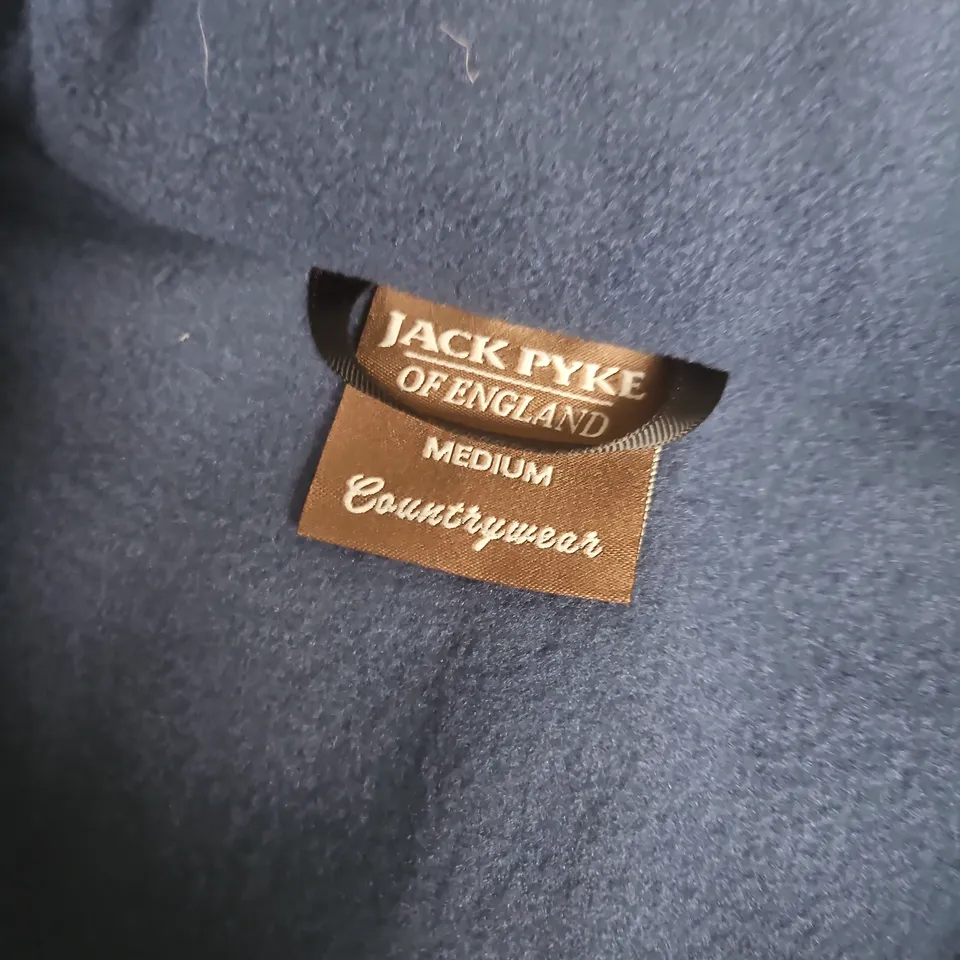 JACK PYKE
OF ENGLAND
MEDIUM
Countrywear